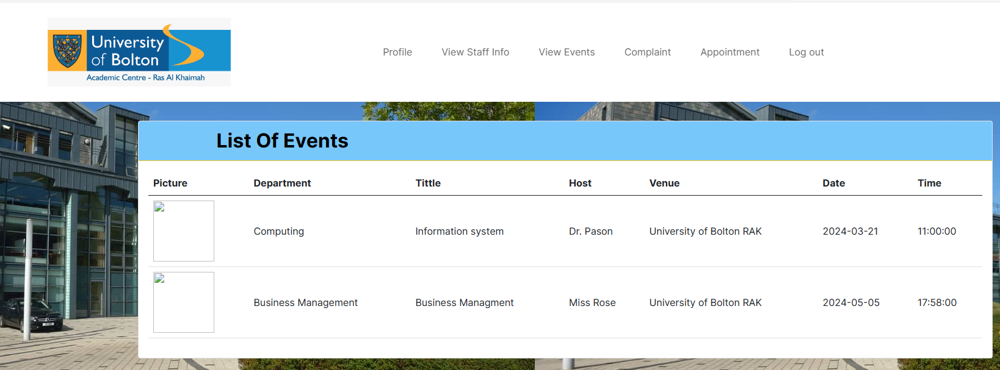 University
of Bolton
Academic Centre - Ras Al Khaimah
Profile View Staff Info View Events Complaint Appointment Log out
List Of Events
Picture Department Tittle Host Venue Date Time
Computing Information system Dr. Pason University of Bolton RAK 2024-03-21 11:00:00
Business Management Business Managment Miss Rose University of Bolton RAK 2024-05-05 17:58:00